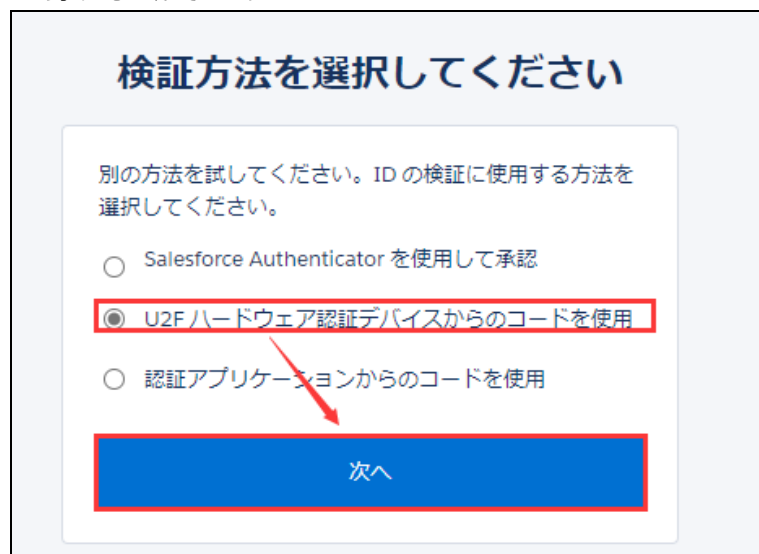 検証方法を選択してください
別の方法を試してください。ID の検証に使用する方法を
選択してください。
Salesforce Authenticator を使用して承認
U2F ハードウェア認証デバイスからのコードを使用
認証アプリケーションからのコードを使用
次へ